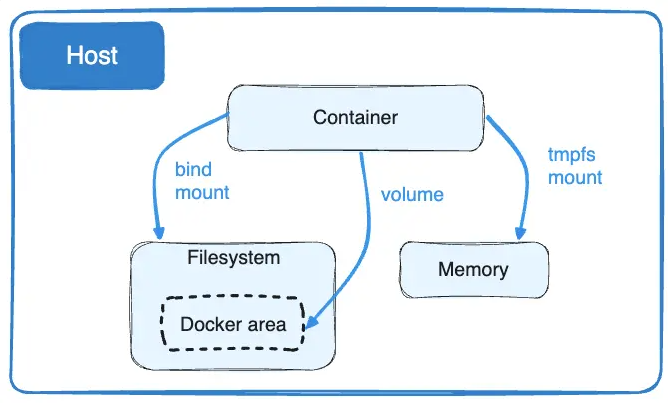 Host
Container
bind
mount
volume
tmpfs
mount
Filesystem
Docker area
Memory